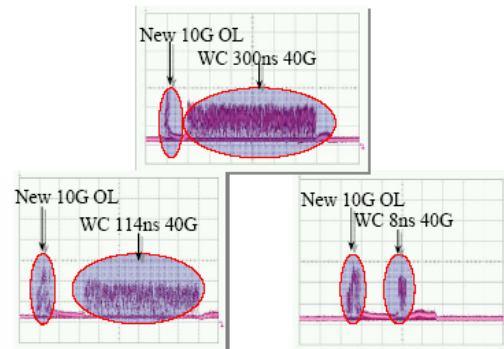 New 10G OL
WC 300ns 40G
New 10G OL
WC 114ns 40G
New 10G OL
WC 8ns 40G